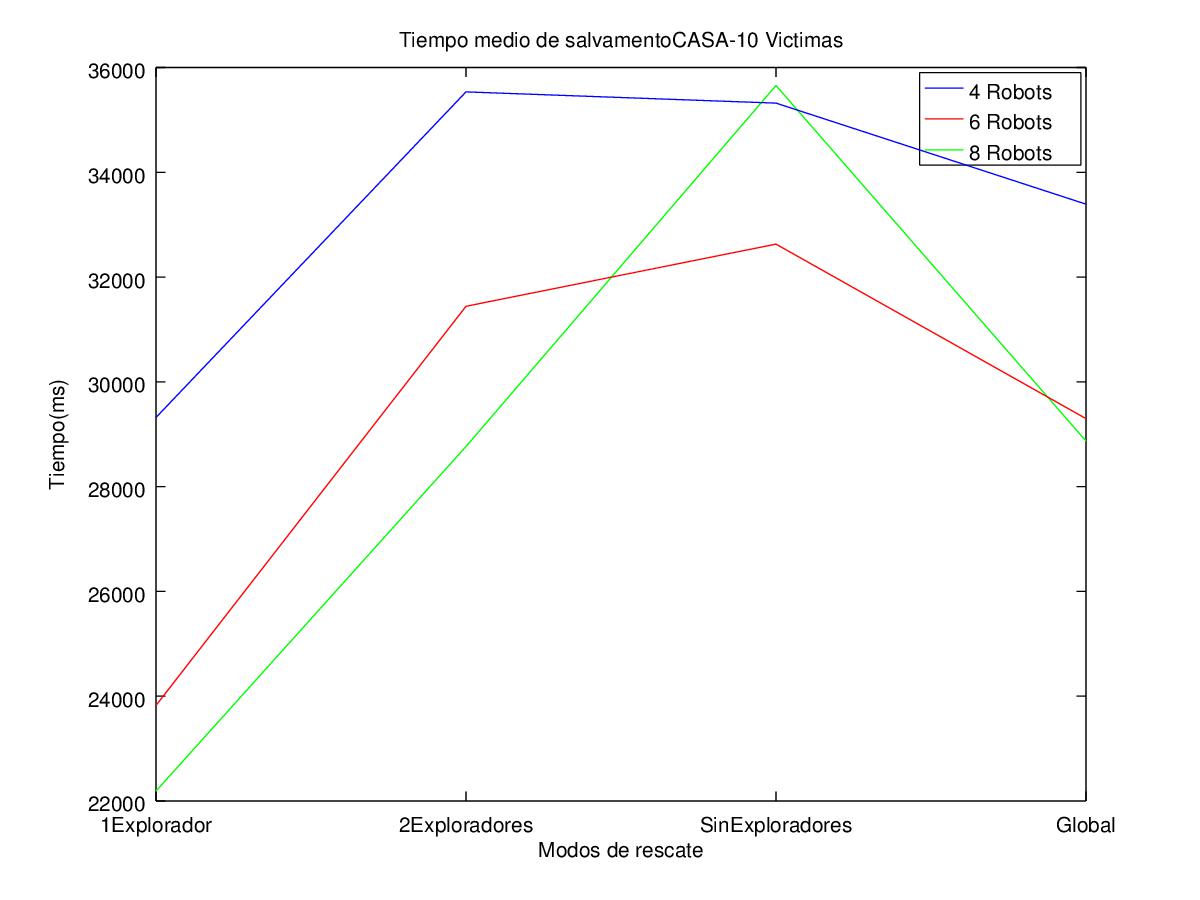 Tiempo medio de salvamentoCASA-10 Victimas
36000
34000
32000
30000
28000
26000
24000
22000
Tiempo(ms)
4 Robots
6 Robots
8 Robots
1Explorador
2Exploradores
SinExploradores
Global
Modos de rescate